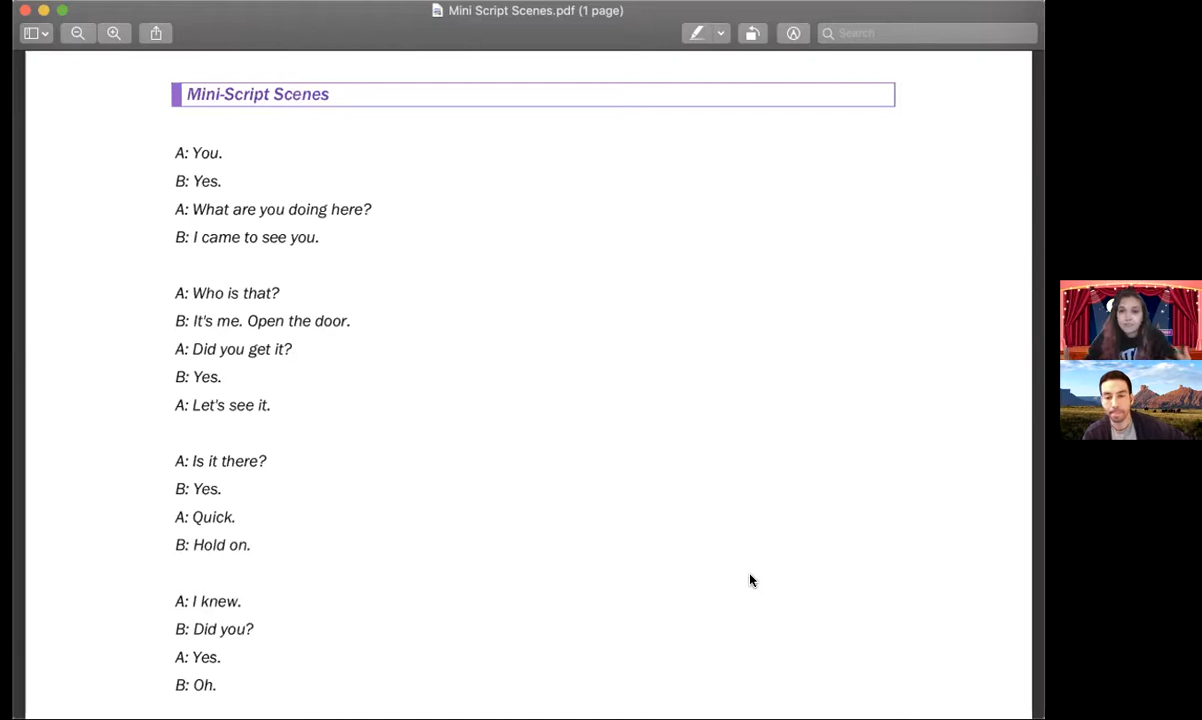 Mini Script Scenes.pdf (1 page)
Search
Mini-Script Scenes
A: You.
B: Yes.
A: What are you doing here?
B: I came to see you.
A: Who is that?
B: It's me. Open the door.
A: Did you get it?
B: Yes.
A: Let's see it.
A: Is it there?
B: Yes.
A: Quick.
B: Hold on.
A: I knew.
B: Did you?
A: Yes.
B: Oh.